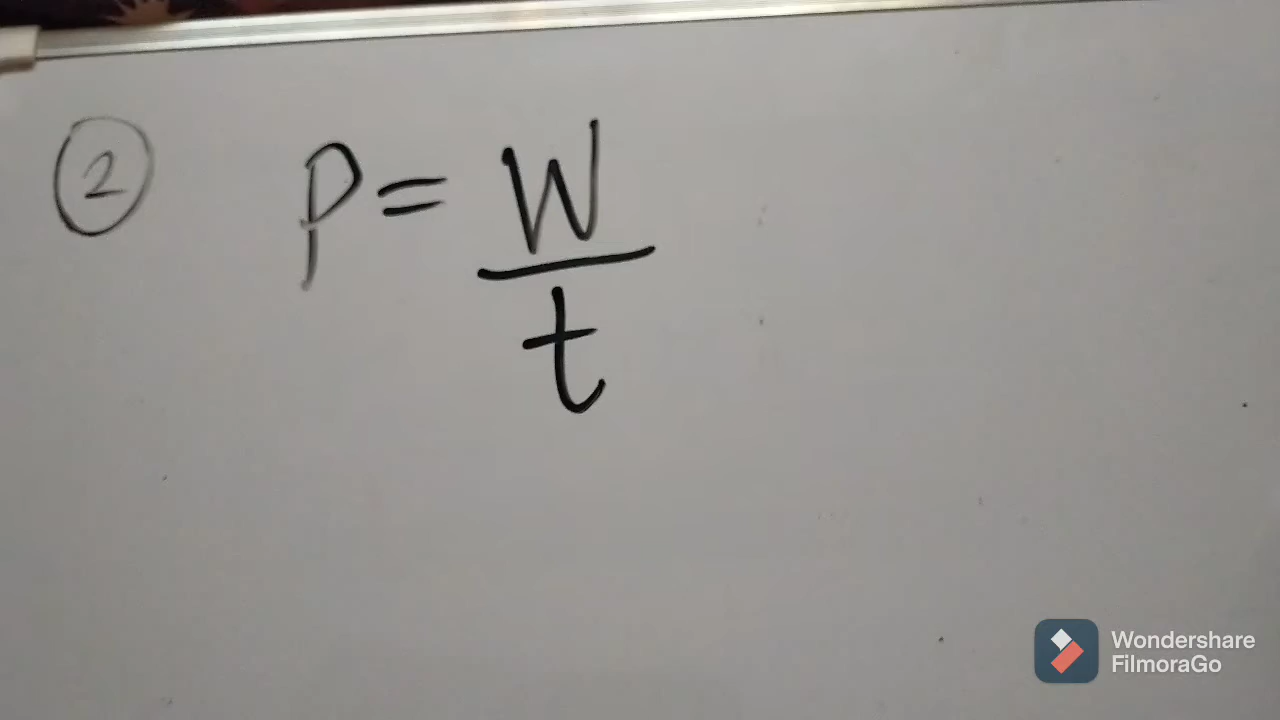 ② P = W
t
Wondershare
FilmoraGo